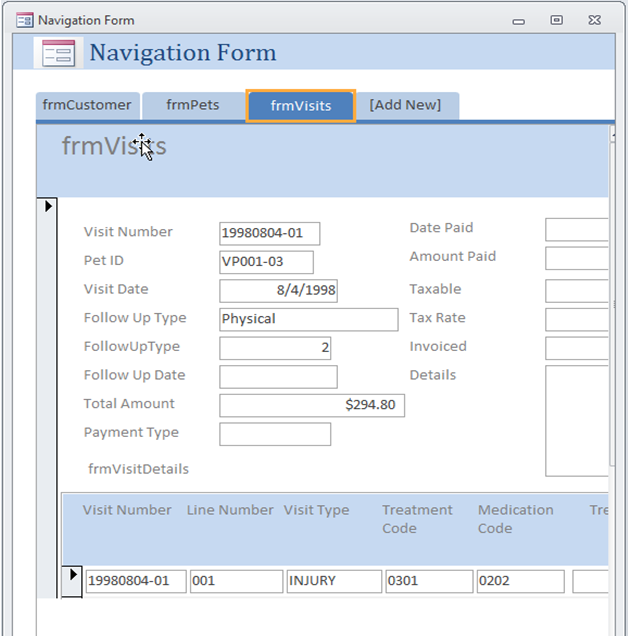 Navigation Form
Navigation Form
frmCustomer frmPets frmVisits [Add New]
frmVisits
Visit Number 19980804-01 Date Paid
Pet ID VP001-03 Amount Paid
Visit Date 8/4/1998 Taxable
Follow Up Type Physical Tax Rate
FollowUpType 2 Invoiced
Follow Up Date Details
Total Amount $294.80
Payment Type
frmVisitDetails
Visit Number Line Number Visit Type Treatment Code Medication Code Tre
19980804-01 001 INJURY 0301 0202